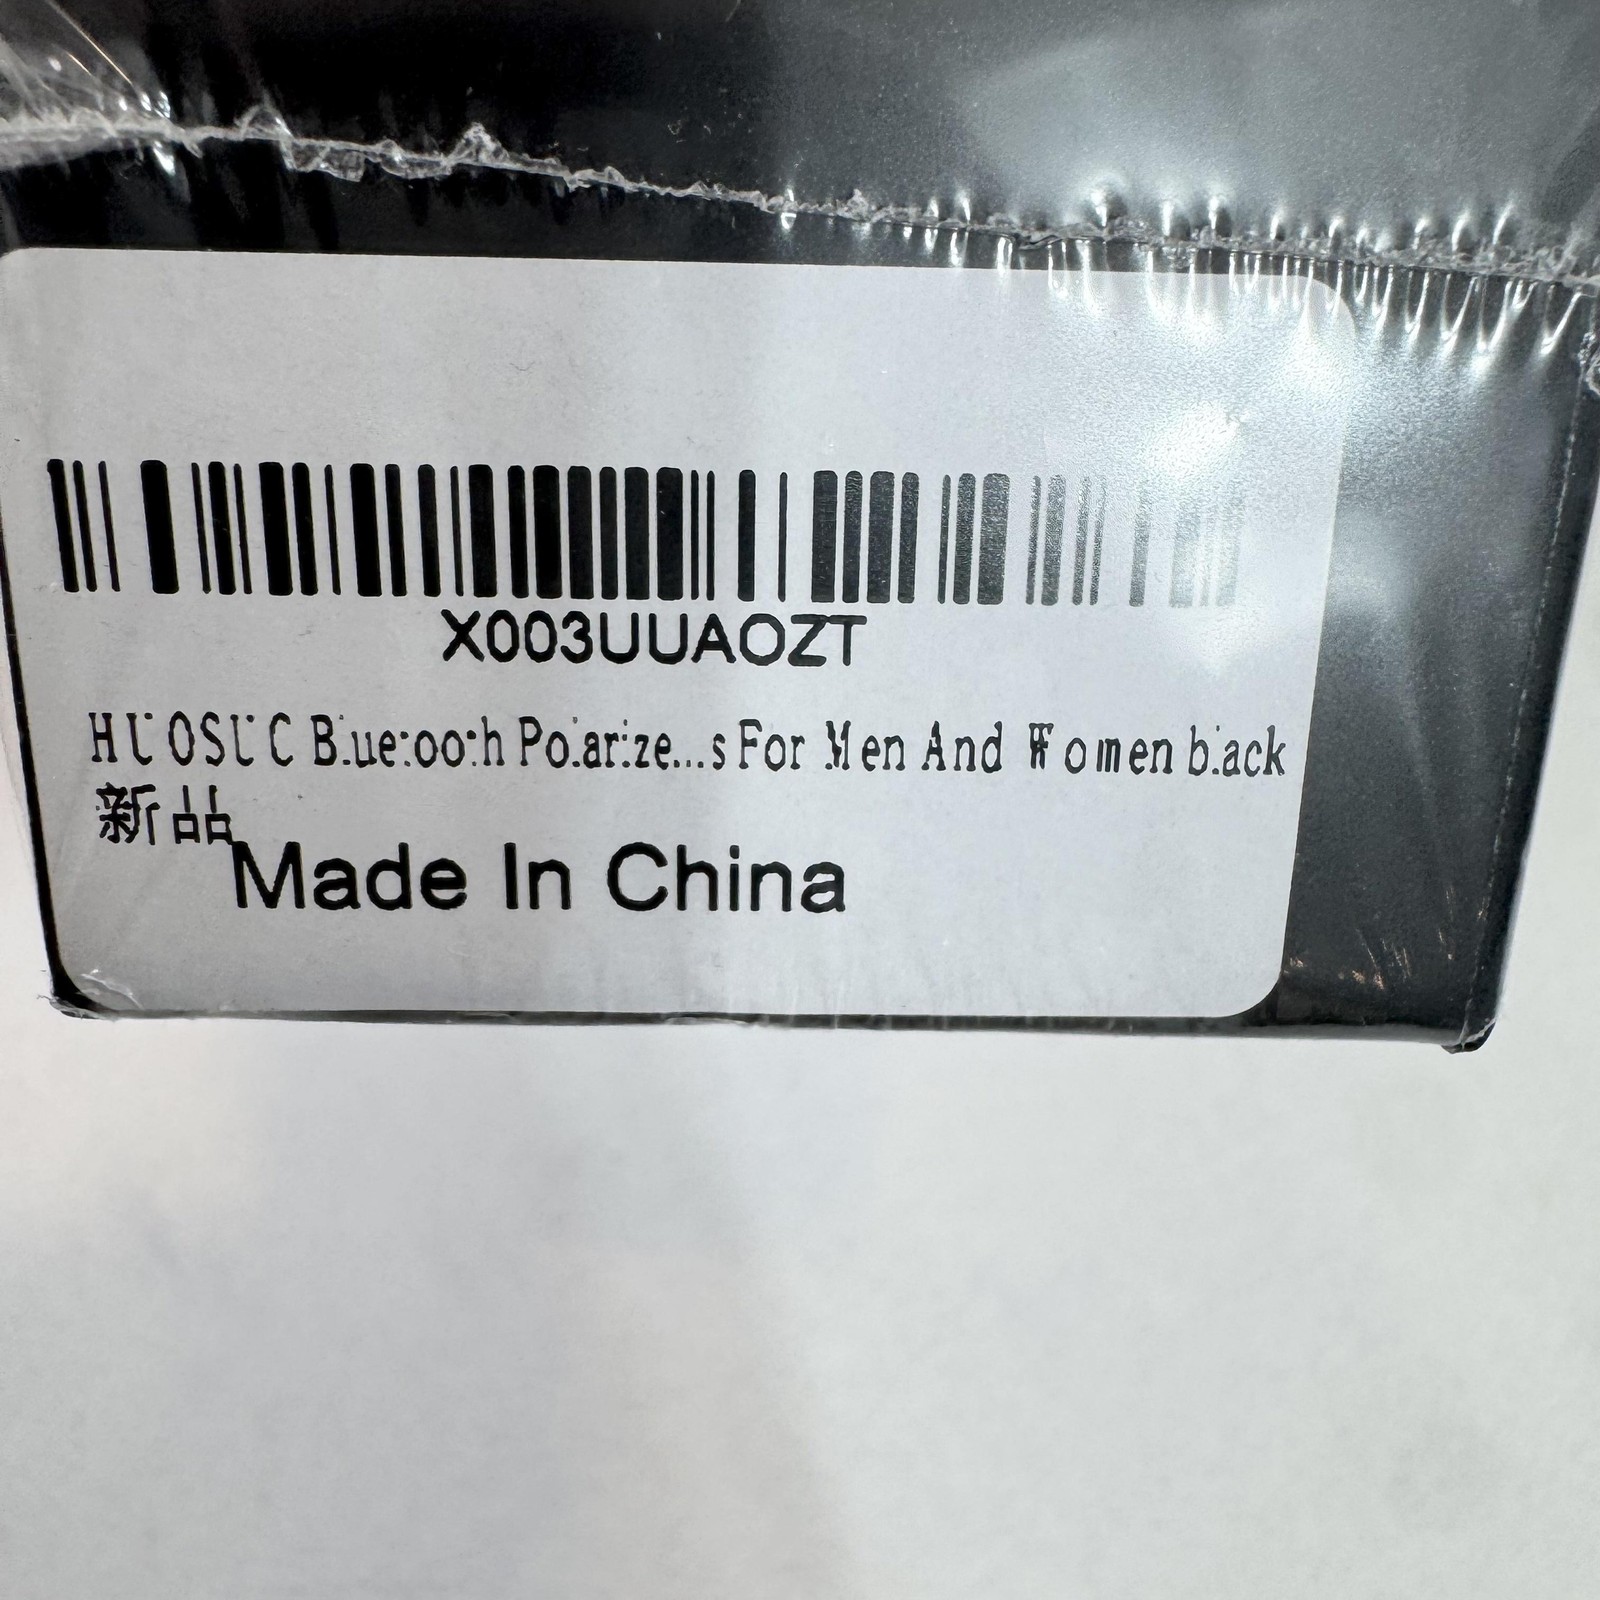 X003UUAOZT
HUOSUC Bluetooth Polarize...s For Men And Women black
新品
Made In China